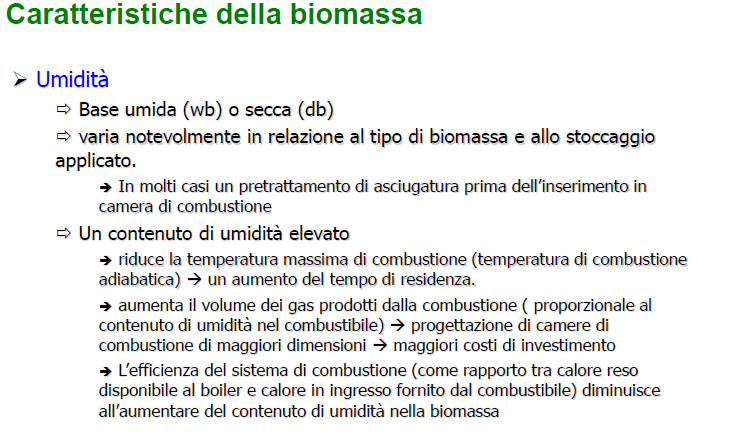 Caratteristiche della biomassa
➢ Umidità
⇨ Base umida (wb) o secca (db)
⇨ varia notevolmente in relazione al tipo di biomassa e allo stoccaggio
applicato.
➔ In molti casi un pretrattamento di asciugatura prima dell'inserimento in
camera di combustione
⇨ Un contenuto di umidità elevato
➔ riduce la temperatura massima di combustione (temperatura di combustione
adiabatica) → un aumento del tempo di residenza.
➔ aumenta il volume dei gas prodotti dalla combustione ( proporzionale al
contenuto di umidità nel combustibile) → progettazione di camere di
combustione di maggiori dimensioni → maggiori costi di investimento
➔ L'efficienza del sistema di combustione (come rapporto tra calore reso
disponibile al boiler e calore in ingresso fornito dal combustibile) diminuisce
all'aumentare del contenuto di umidità nella biomassa